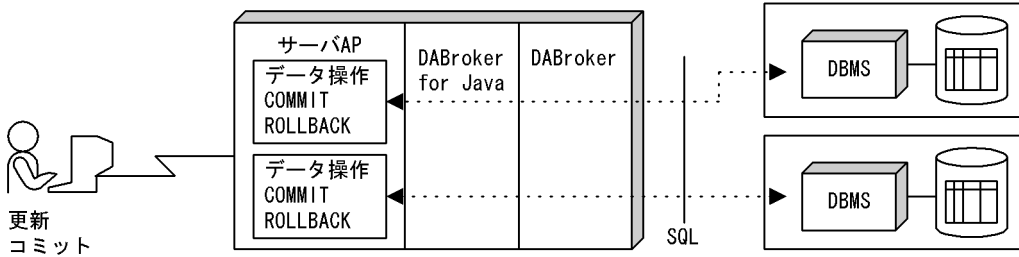 サーバAP
データ操作
COMMIT
ROLLBACK
データ操作
COMMIT
ROLLBACK
DABroker
for Java
DABroker
SQL
DBMS
DBMS
更新
コミット